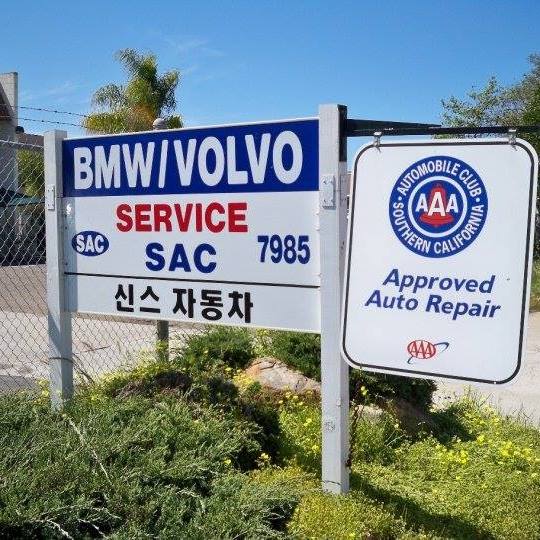 BMW/VOLVO
SERVICE
SAC
SAC
7985
신스 자동차
AUTOMOBILE CLUB
AAA
SOUTHERN CALIFORNIA
Approved
Auto Repair
AAA